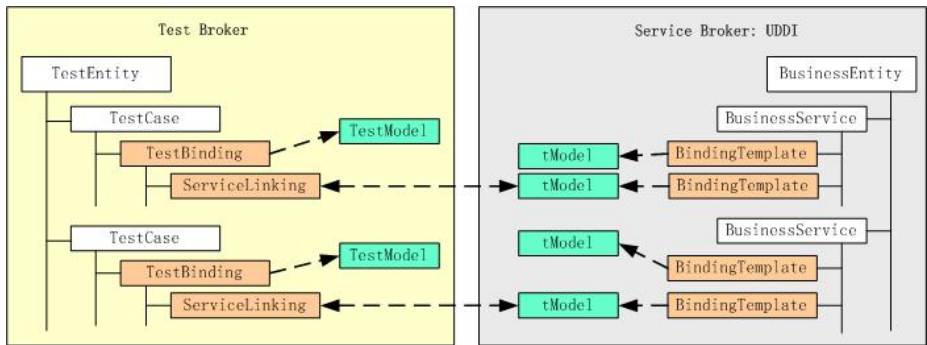 Test Broker
TestEntity
TestCase
TestModel
TestBinding
ServiceLinking
TestCase
TestModel
TestBinding
ServiceLinking
Service Broker: UDDI
BusinessEntity
BusinessService
tModel
BindingTemplate
tModel
BindingTemplate
BusinessService
tModel
BindingTemplate
tModel
BindingTemplate